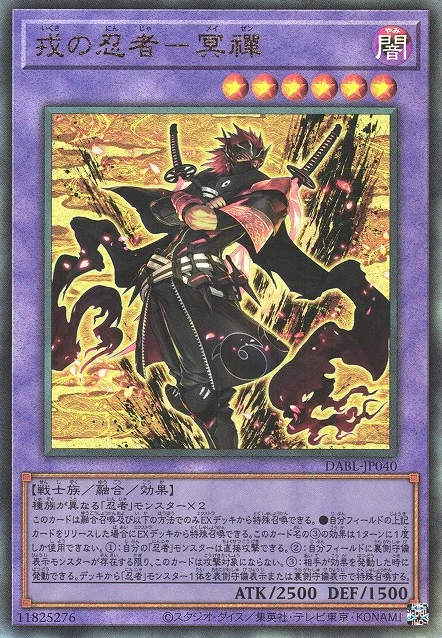 戎の忍者－冥禪
いくさ にんじゃ メイ ゼン
闇
やみ
DABL-JP040
【戦士族／融合／効果】
種族が異なる「忍者」モンスター×2
このカードは融合召喚及び以下の方法でのみEXデッキから特殊召喚できる。●自分フィールドの上記
カードをリリースした場合にEXデッキから特殊召喚できる。このカード名の③の効果は1ターンに1度
しか使用できない。①：自分の「忍者」モンスターは直接攻撃できる。②：自分フィールドに裏側守備
表示モンスターが存在する限り、このカードは攻撃対象にならない。③：相手が効果を発動した時に
発動できる。デッキから「忍者」モンスター1体を表側守備表示または裏側守備表示で特殊召喚する。
ATK/2500 DEF/1500
11825276
©スタジオ・ダイス／集英社・テレビ東京・KONAMI